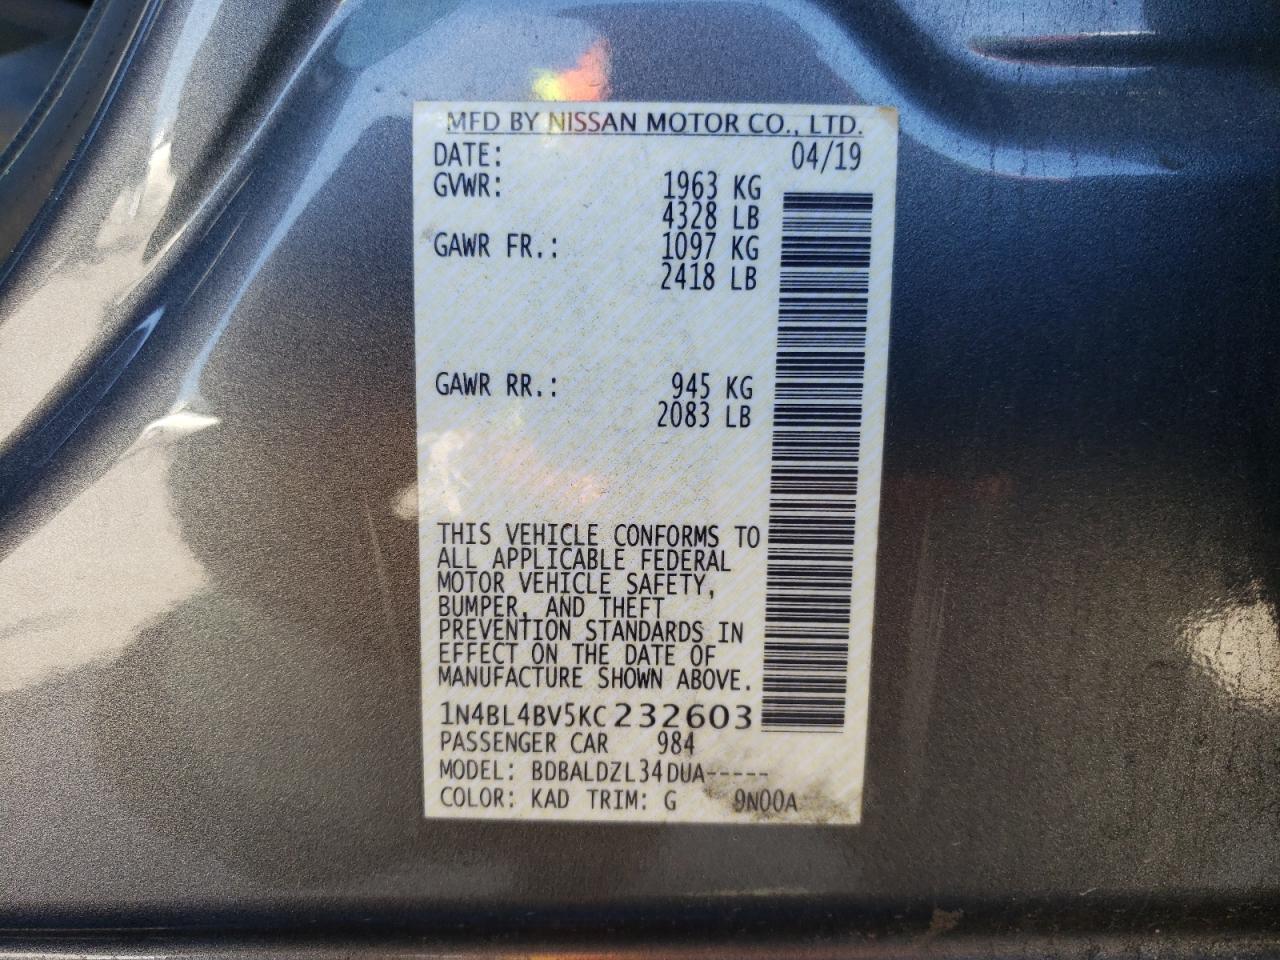 MFD BY NISSAN MOTOR CO., LTD.
DATE: 04/19
GVWR: 1963 KG
4328 LB
GAWR FR.: 1097 KG
2418 LB
GAWR RR.: 945 KG
2083 LB
THIS VEHICLE CONFORMS TO
ALL APPLICABLE FEDERAL
MOTOR VEHICLE SAFETY,
BUMPER, AND THEFT
PREVENTION STANDARDS IN
EFFECT ON THE DATE OF
MANUFACTURE SHOWN ABOVE.
1N4BL4BV5KC232603
PASSENGER CAR 984
MODEL: BDBALDZL34DUA-----
COLOR: KAD TRIM: G 9N00A